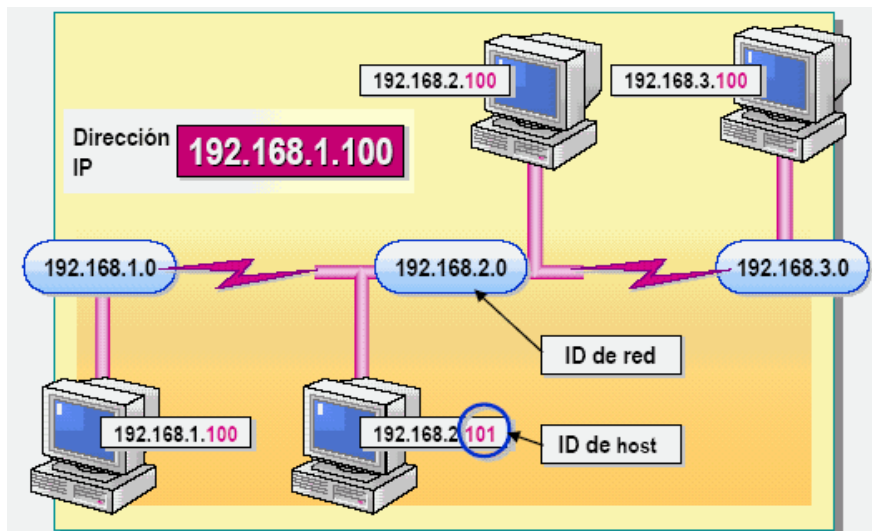 192.168.2.100
192.168.3.100
Dirección
IP
192.168.1.100
192.168.1.0
192.168.2.0
192.168.3.0
ID de red
192.168.1.100
192.168.2.101
ID de host